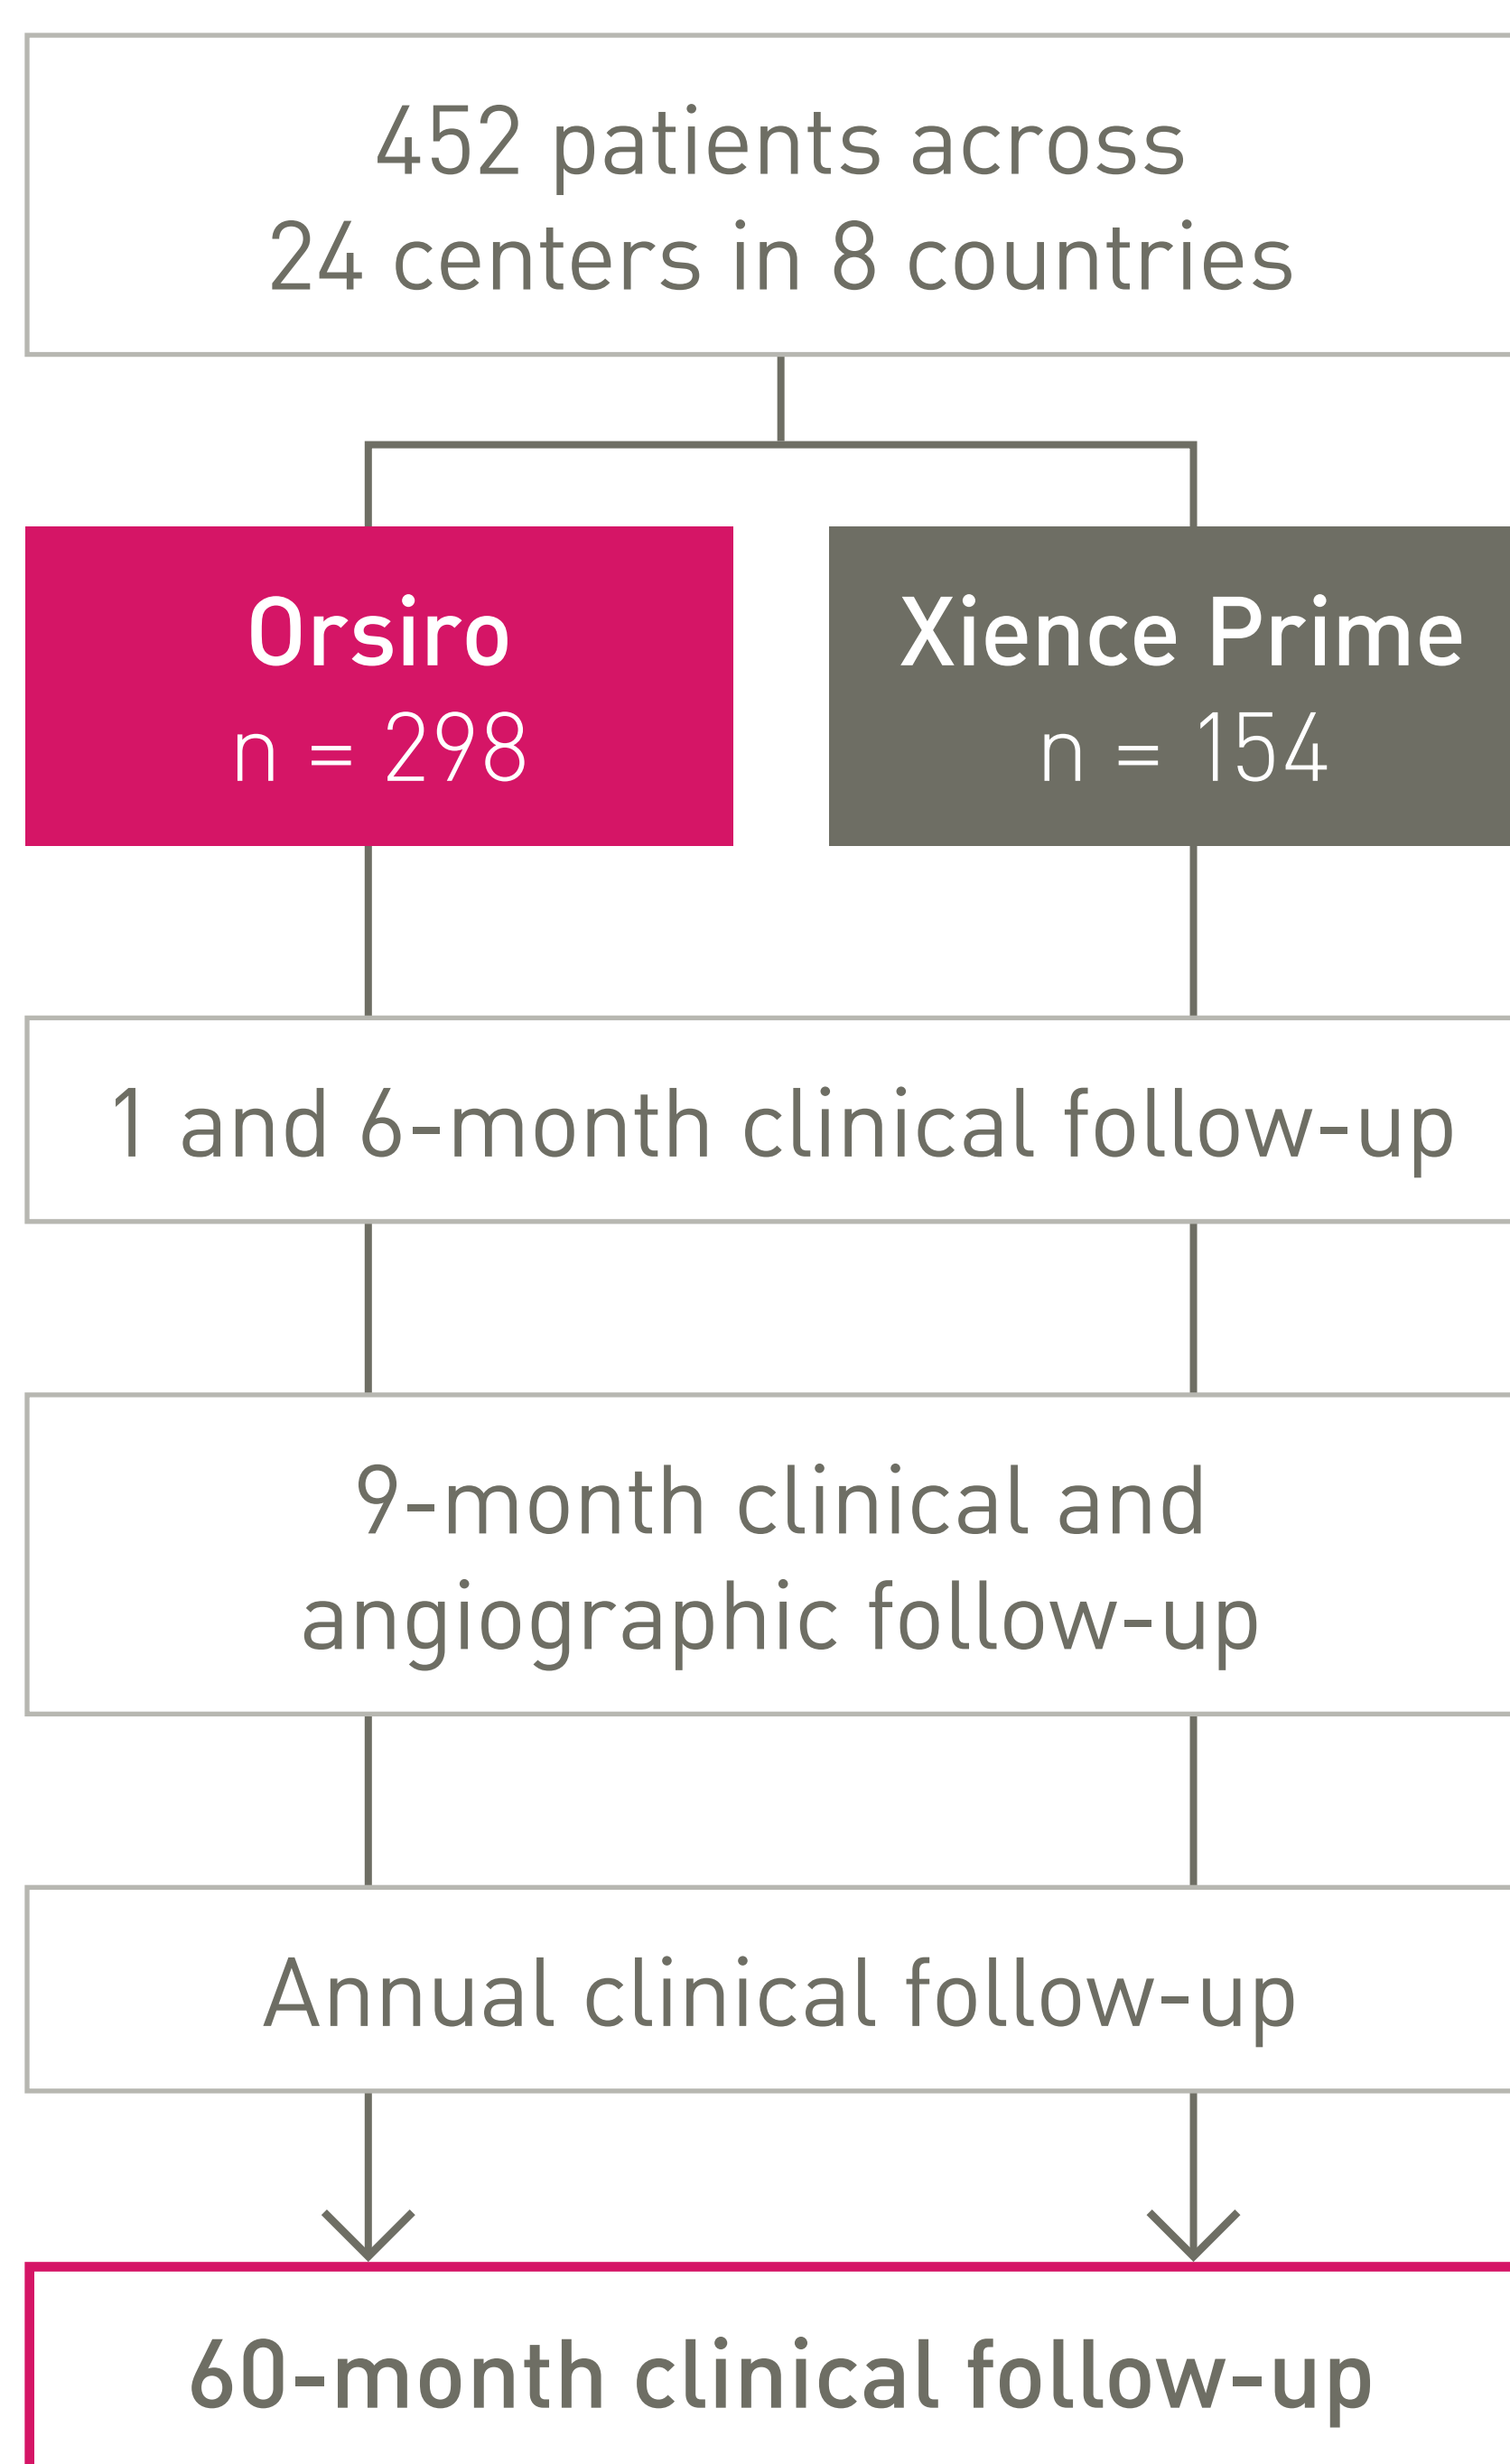 452 patients across
24 centers in 8 countries
Orsiro
n = 298
Xience Prime
n = 154
1 and 6-month clinical follow-up
9-month clinical and
angiographic follow-up
Annual clinical follow-up
60-month clinical follow-up